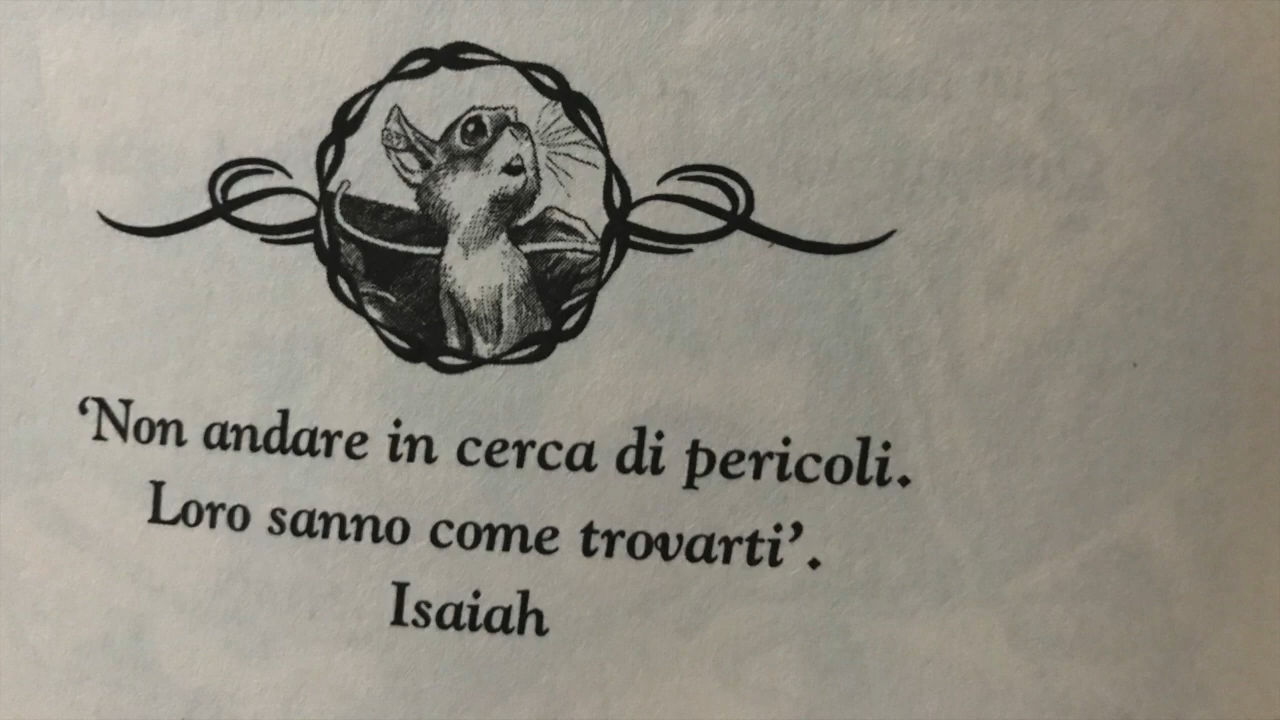 ‘Non andare in cerca di pericoli.
Loro sanno come trovarti’.
Isaiah